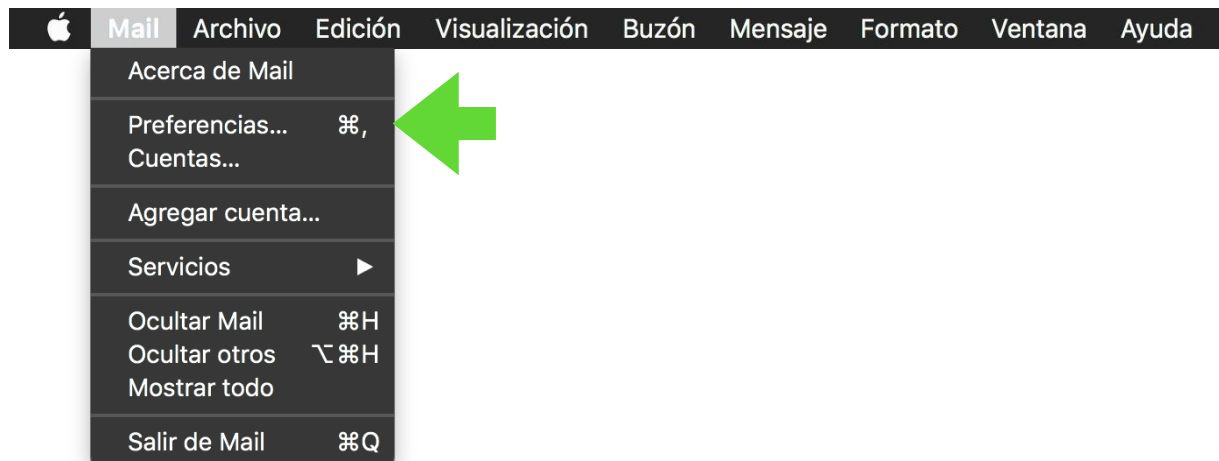 Mail Archivo Edición Visualización Buzón Mensaje Formato Ventana Ayuda
Acerca de Mail
Preferencias... ⌘,
Cuentas...
Agregar cuenta...
Servicios ▶
Ocultar Mail ⌘H
Ocultar otros ⌥⌘H
Mostrar todo
Salir de Mail ⌘Q